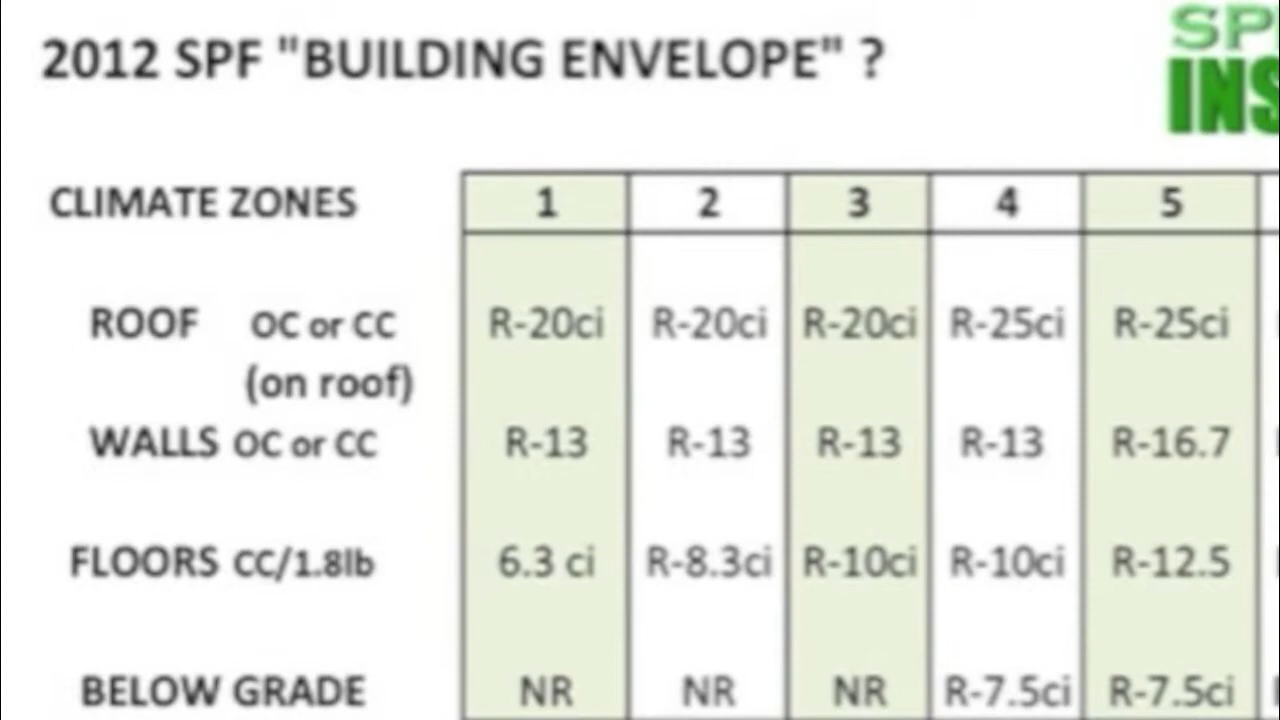 2012 SPF "BUILDING ENVELOPE" ?
SP
INS
CLIMATE ZONES 1 2 3 4 5
ROOF OC or CC R-20ci R-20ci R-20ci R-25ci R-25ci
(on roof)
WALLS OC or CC R-13 R-13 R-13 R-13 R-16.7
FLOORS CC/1.8lb 6.3 ci R-8.3ci R-10ci R-10ci R-12.5
BELOW GRADE NR NR NR R-7.5ci R-7.5ci